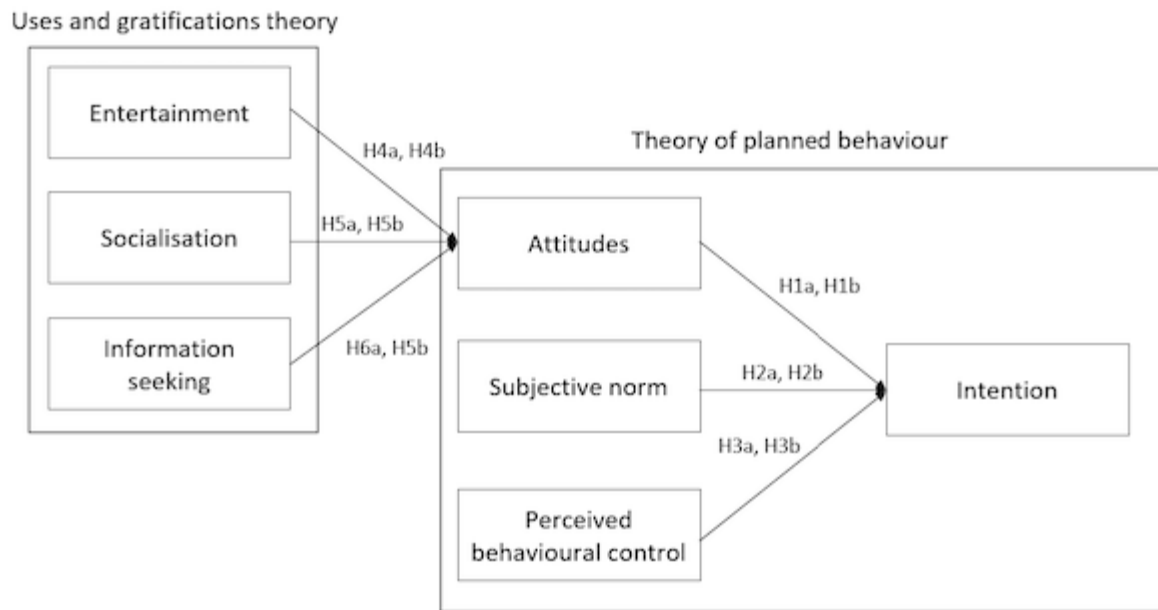 Uses and gratifications theory
Entertainment
Socialisation
Information
seeking
H4a, H4b
H5a, H5b
H6a, H5b
Theory of planned behaviour
Attitudes
Subjective norm
Perceived
behavioural control
H1a, H1b
H2a, H2b
H3a, H3b
Intention